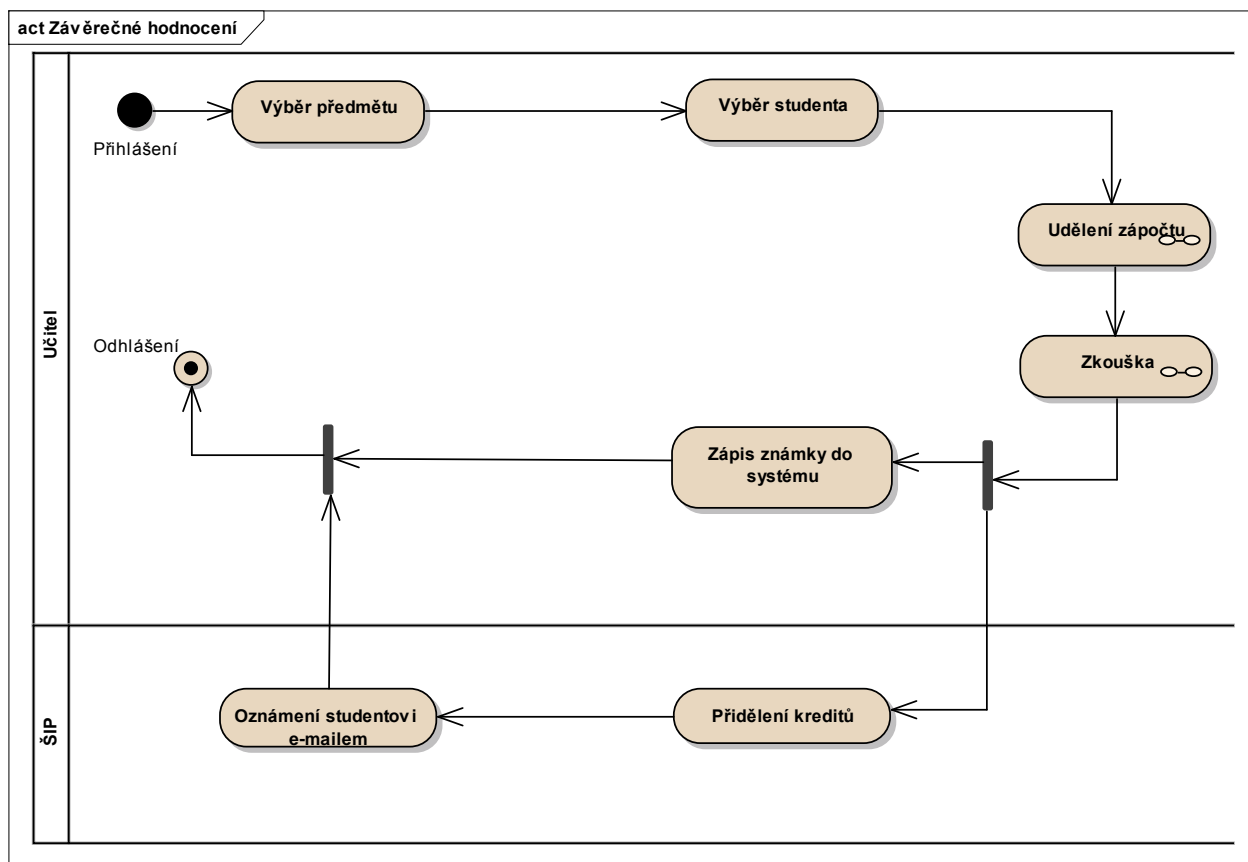 act Závěrečné hodnocení
Učitel
Výběr předmětu
Výběr studenta
Přihlášení
Udělení zápočtu
Odhlášení
Zkouška
Zápis známky do
systému
ŠIP
Oznámení studentovi
e-mailem
Přidělení kreditů